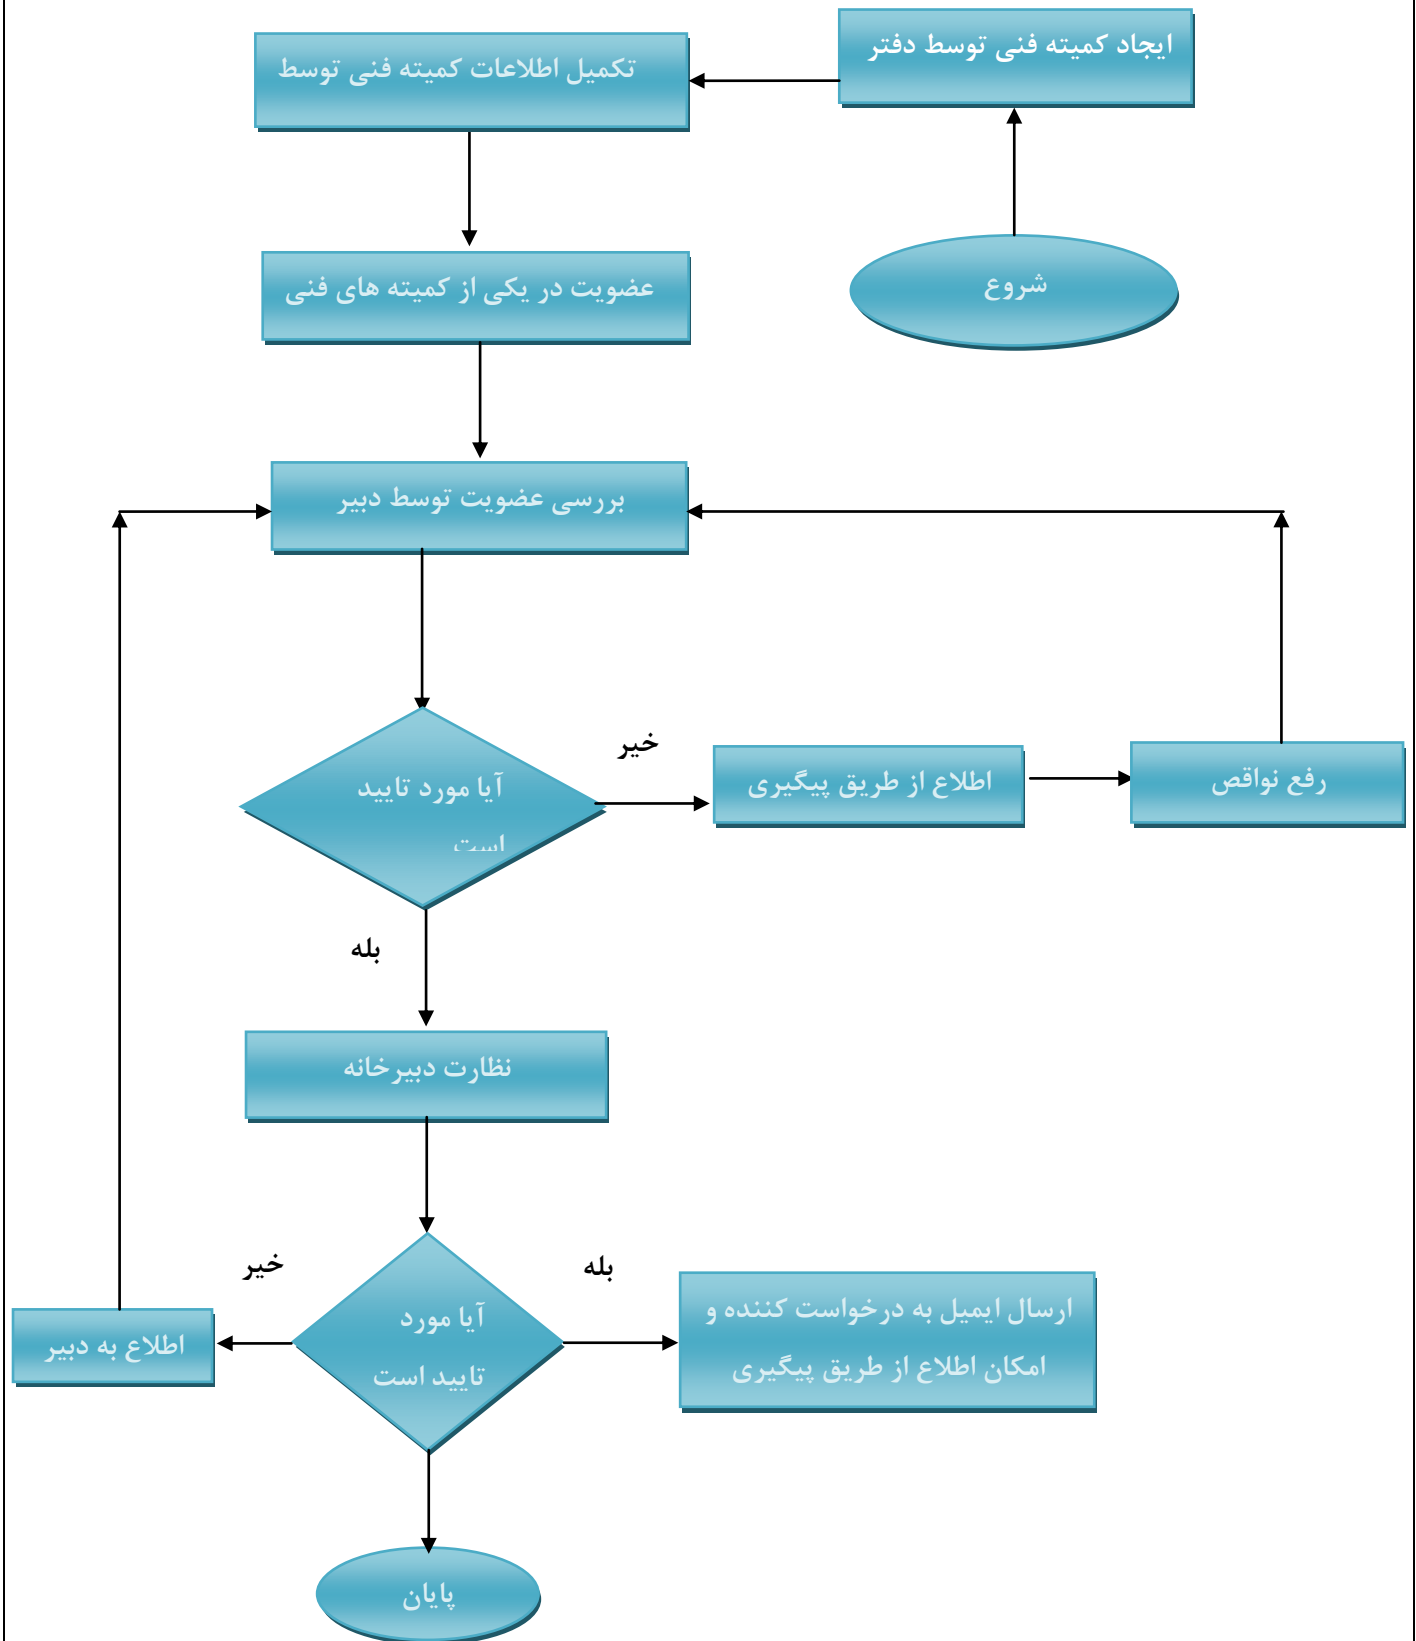 ایجاد کمیته فنی توسط دفتر
تکمیل اطلاعات کمیته فنی توسط
شروع
عضویت در یکی از کمیته های فنی
بررسی عضویت توسط دبیر
خیر
آیا مورد تایید
است
اطلاع از طریق پیگیری
رفع نواقص
بله
نظارت دبیرخانه
خیر
بله
آیا مورد
تایید است
ارسال ایمیل به درخواست کننده و
امکان اطلاع از طریق پیگیری
اطلاع به دبیر
پایان